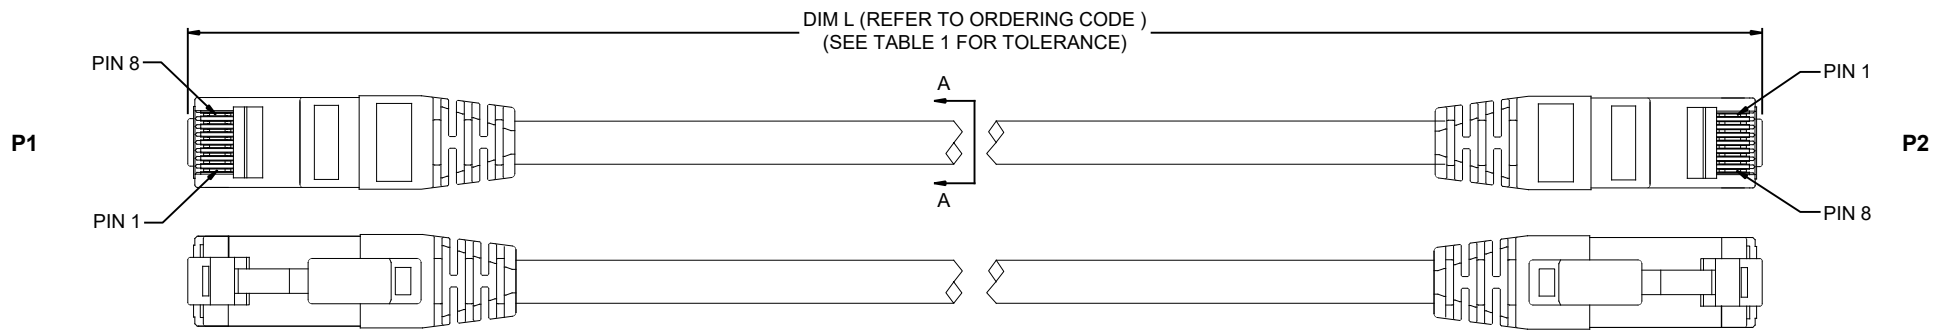 DIM L (REFER TO ORDERING CODE )
(SEE TABLE 1 FOR TOLERANCE)
PIN 8
A
PIN 1
P1
P2
PIN 1
A
PIN 8